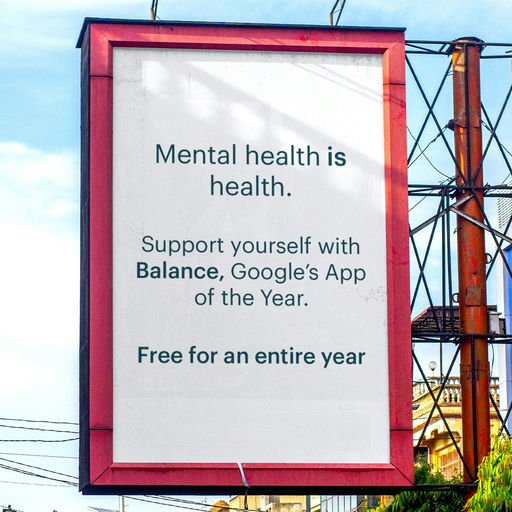 Mental health is
health.
Support yourself with
Balance, Google's App
of the Year.
Free for an entire year